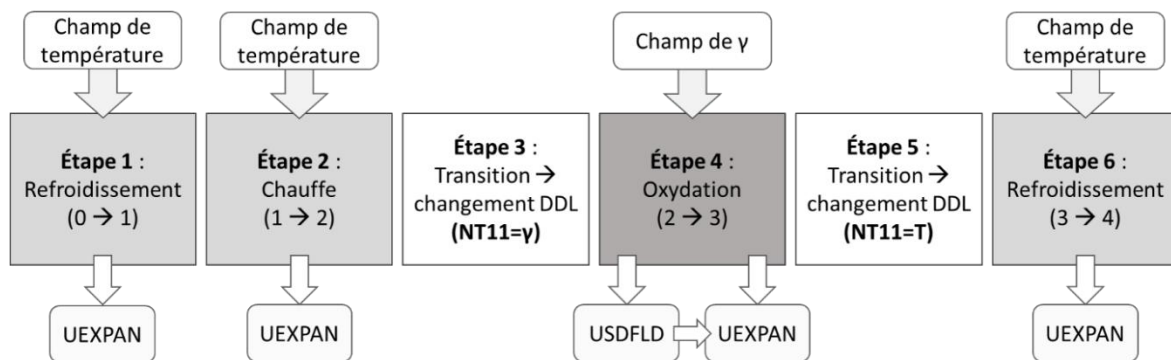 Champ de
température
Champ de
température
Champ de γ
Champ de
température
Étape 1 :
Refroidissement
(0 → 1)
Étape 2 :
Chauffe
(1 → 2)
Étape 3 :
Transition →
changement DDL
(NT11=γ)
Étape 4 :
Oxydation
(2 → 3)
Étape 5 :
Transition →
changement DDL
(NT11=T)
Étape 6 :
Refroidissement
(3 → 4)
UEXPAN
UEXPAN
USDFLD
UEXPAN
UEXPAN